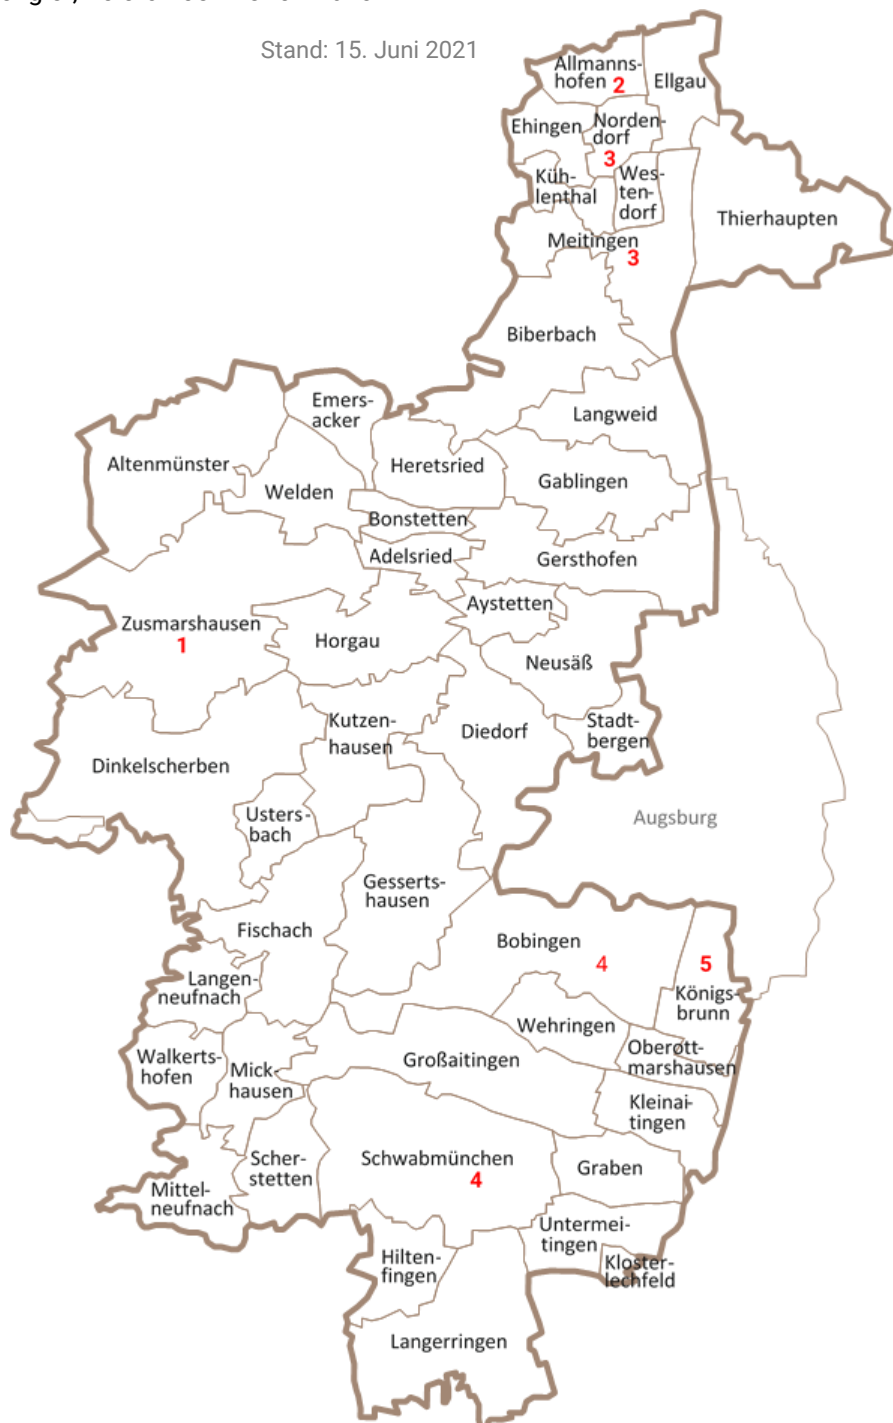 Stand: 15. Juni 2021
Allmanns-
hofen 2
Ellgau
Ehingen
Norden-
dorf
3
Küh-
lenthal
Wes-
ten-
dorf
Thierhaupten
Meitingen
3
Biberbach
Emers-
acker
Langweid
Altenmünster
Heretsried
Gablingen
Welden
Bonstetten
Adelsried
Gersthofen
Aystetten
Zusmarshausen
1
Horgau
Neusäß
Kutzen-
hausen
Diedorf
Stadt-
bergen
Dinkelscherben
Usters-
bach
Augsburg
Gesserts-
hausen
Fischach
Bobingen
4
5
Königs-
brunn
Langen-
neufnach
Wehringen
Oberott-
marshausen
Walkerts-
hofen
Mick-
hausen
Großaitingen
Kleinai-
tingen
Scher-
stetten
Schwabmünchen
4
Graben
Mittel-
neufnach
Untermei-
tingen
Hilten-
fingen
Kloster-
lechfeld
Langerringen